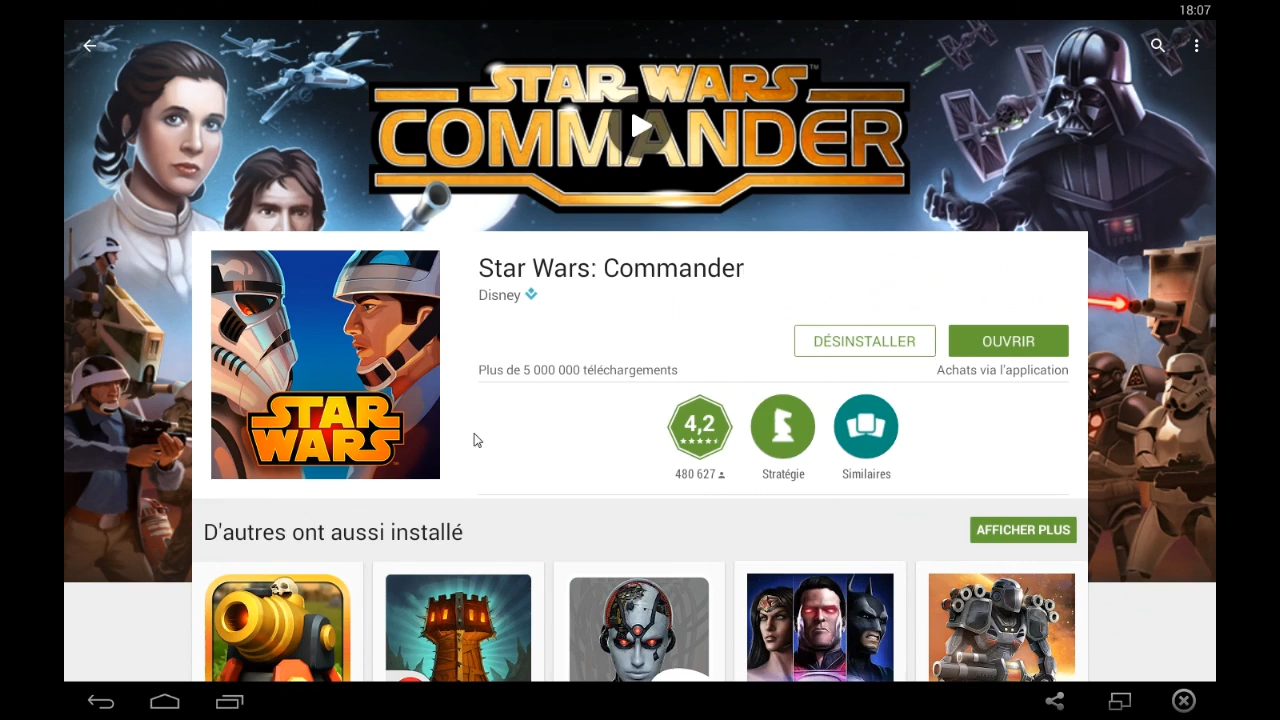 18:07
STAR WARS™
COMMANDER
Star Wars: Commander
Disney
DÉSINSTALLER
OUVRIR
Plus de 5 000 000 téléchargements
Achats via l'application
STAR
WARS
4,2
480 627
Stratégie
Similaires
D'autres ont aussi installé
AFFICHER PLUS